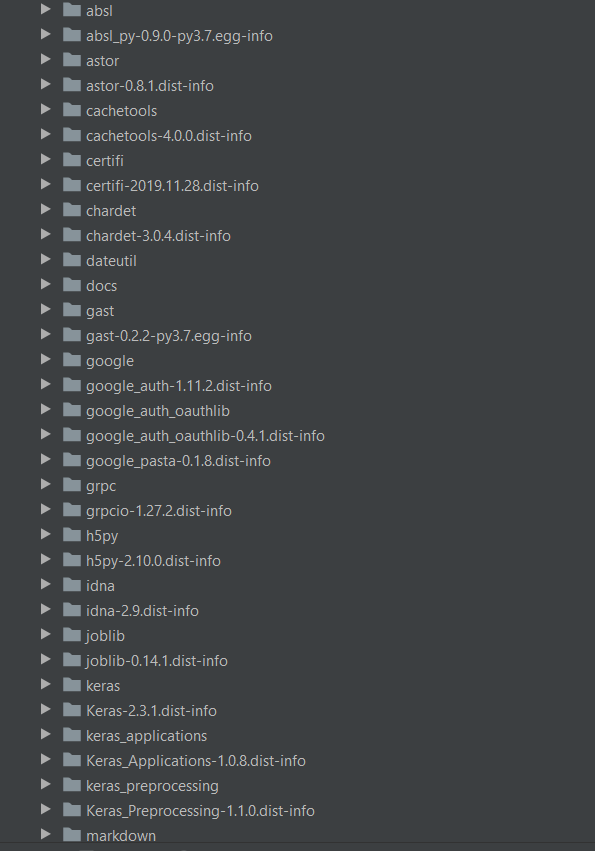 absl
absl_py-0.9.0-py3.7.egg-info
astor
astor-0.8.1.dist-info
cachetools
cachetools-4.0.0.dist-info
certifi
certifi-2019.11.28.dist-info
chardet
chardet-3.0.4.dist-info
dateutil
docs
gast
gast-0.2.2-py3.7.egg-info
google
google_auth-1.11.2.dist-info
google_auth_oauthlib
google_auth_oauthlib-0.4.1.dist-info
google_pasta-0.1.8.dist-info
grpc
grpcio-1.27.2.dist-info
h5py
h5py-2.10.0.dist-info
idna
idna-2.9.dist-info
joblib
joblib-0.14.1.dist-info
keras
Keras-2.3.1.dist-info
keras_applications
Keras_Applications-1.0.8.dist-info
keras_preprocessing
Keras_Preprocessing-1.1.0.dist-info
markdown